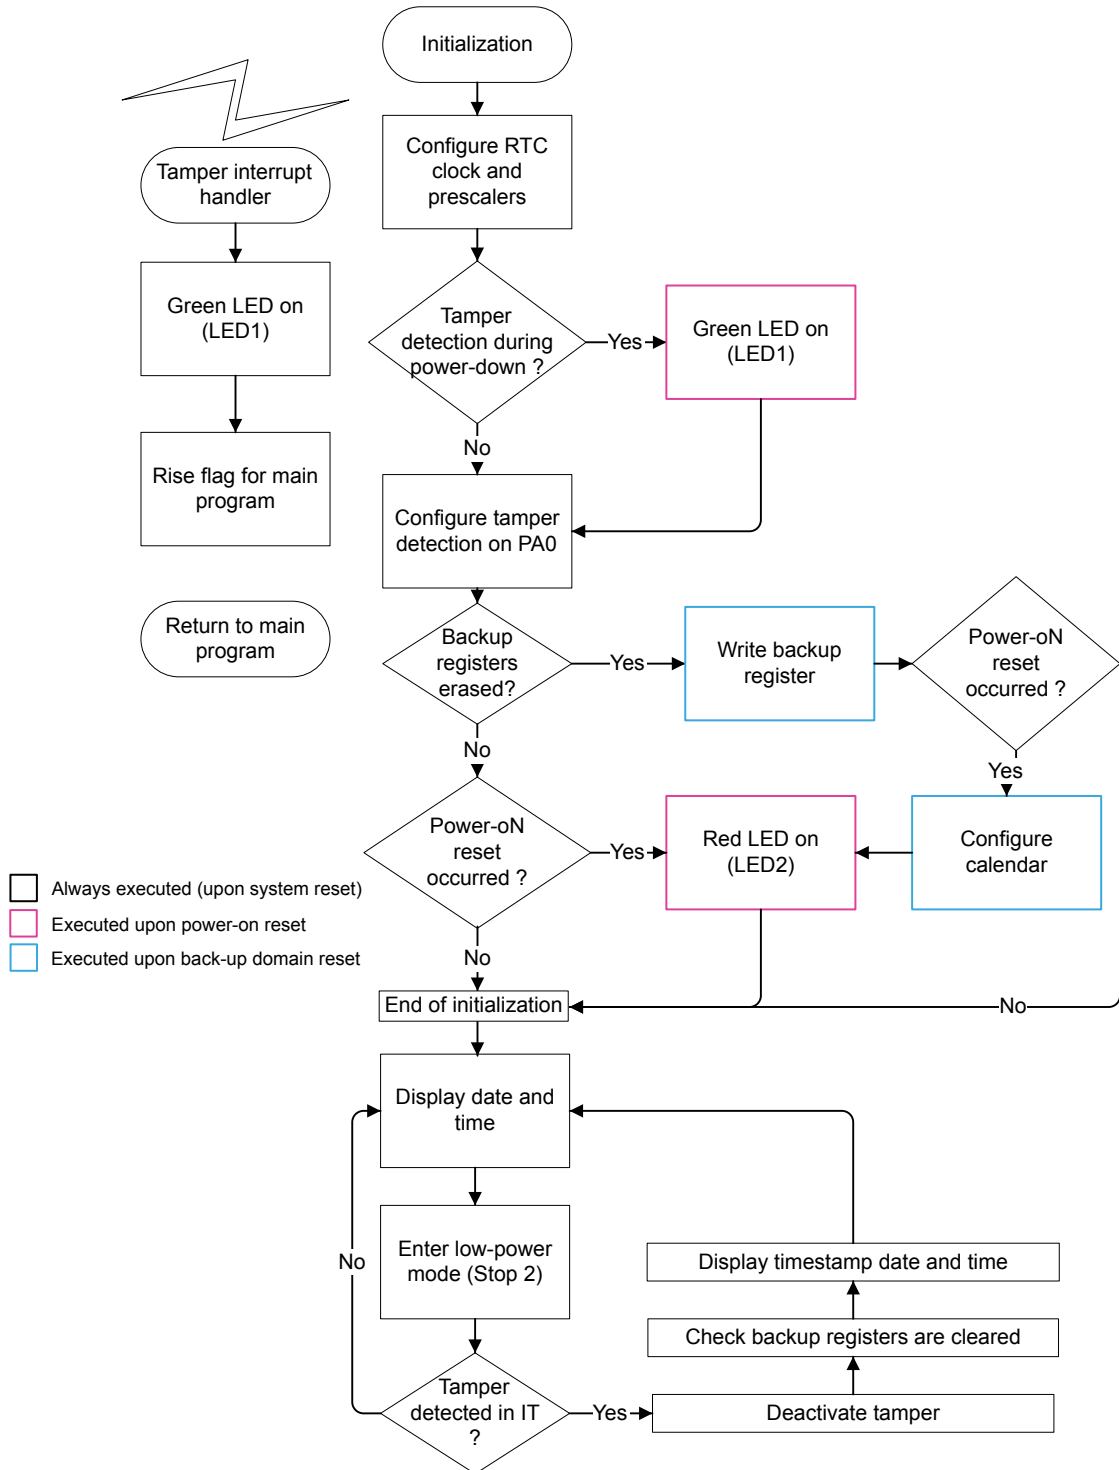 Initialization
Configure RTC
clock and
prescalers
Tamper interrupt
handler
Green LED on
(LED1)
Rise flag for main
program
Return to main
program
Tamper
detection during
power-down ?
Yes
Green LED on
(LED1)
No
Configure tamper
detection on PA0
Backup
registers
erased?
Yes
Write backup
register
Power-oN
reset
occurred ?
No
Yes
Power-oN
reset
occurred ?
Yes
Red LED on
(LED2)
Configure
calendar
Always executed (upon system reset)
Executed upon power-on reset
Executed upon back-up domain reset
No
End of initialization
No
Display date and
time
Enter low-power
mode (Stop 2)
No
Display timestamp date and time
Check backup registers are cleared
Tamper
detected in IT
?
Yes
Deactivate tamper